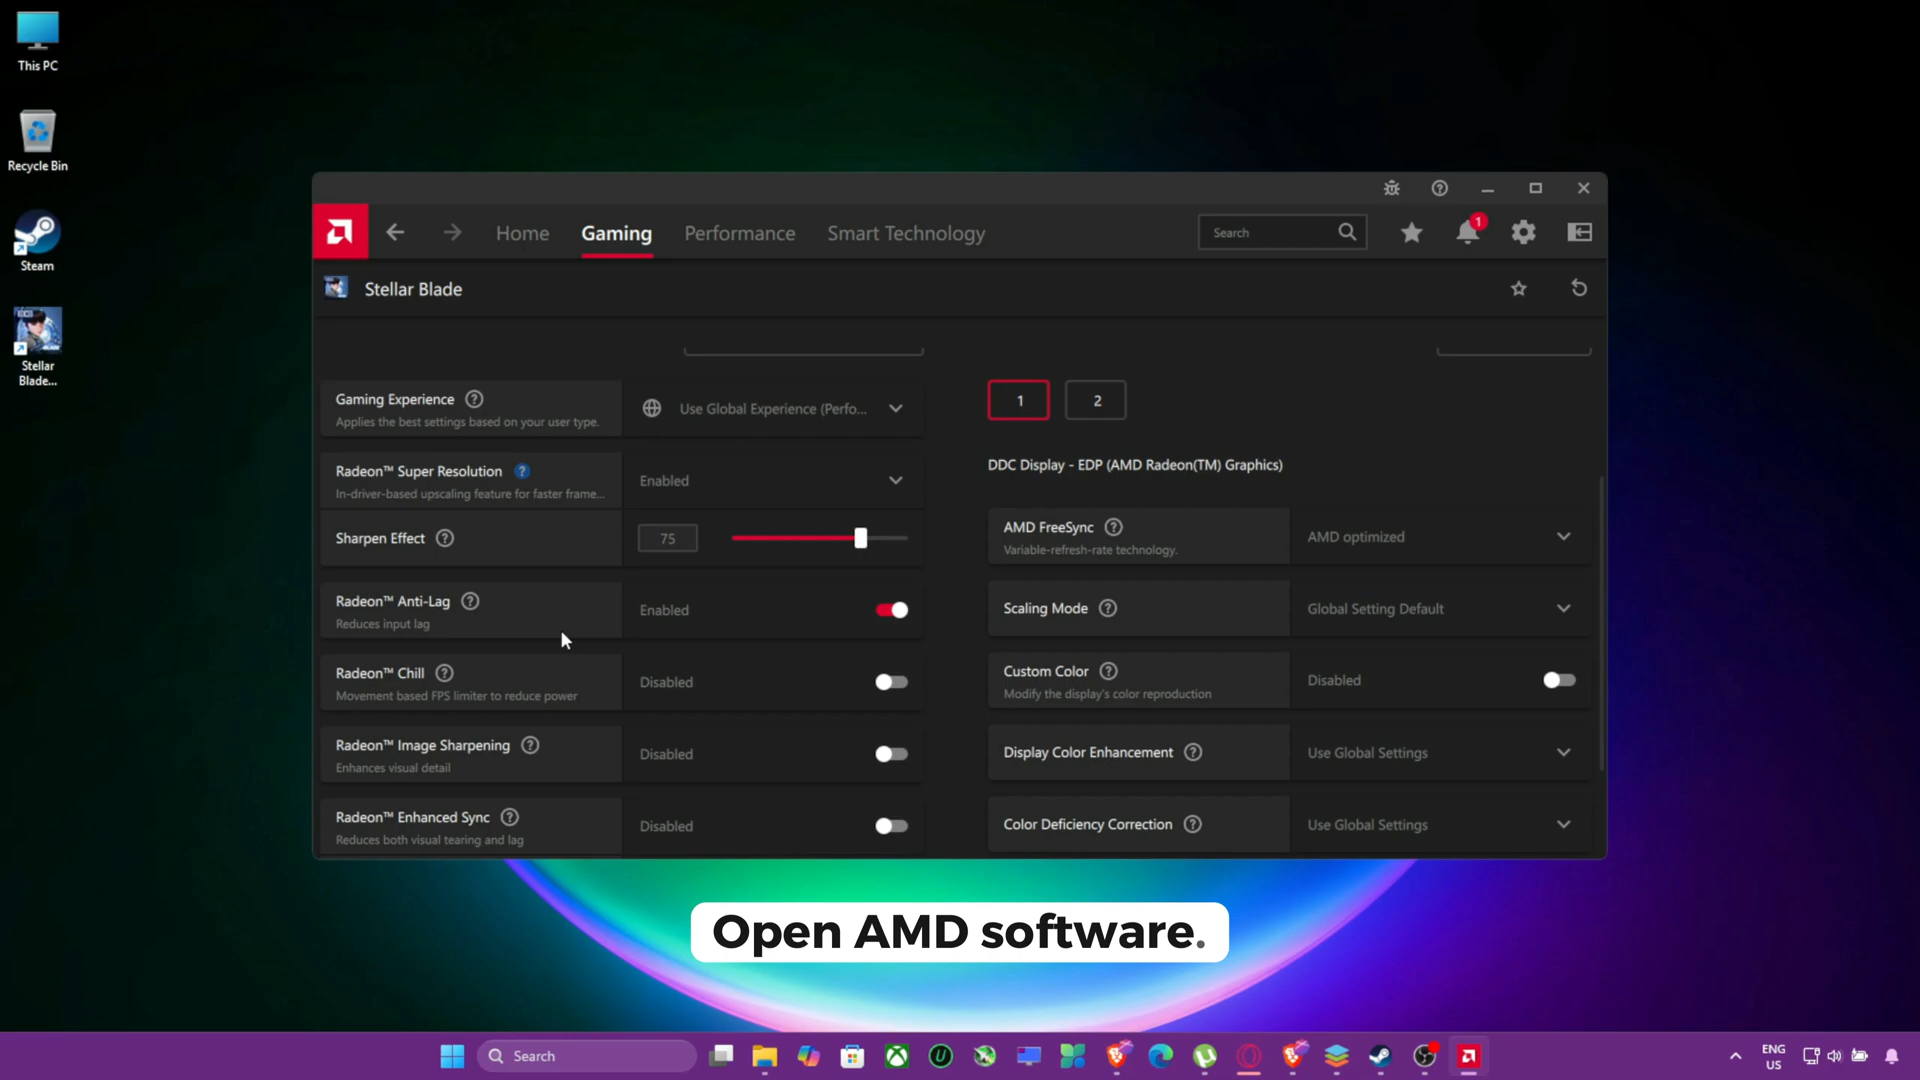 This PC
Recycle Bin
Steam
Stellar
Blade...
Home
Gaming
Performance
Smart Technology
Search
1
Stellar Blade
Gaming Experience
Applies the best settings based on your user type.
Use Global Experience (Perfo...
Radeon™ Super Resolution
In-driver-based upscaling feature for faster frame...
Enabled
Sharpen Effect
75
Radeon™ Anti-Lag
Reduces input lag
Enabled
Radeon™ Chill
Movement based FPS limiter to reduce power
Disabled
Radeon™ Image Sharpening
Enhances visual detail
Disabled
Radeon™ Enhanced Sync
Reduces both visual tearing and lag
Disabled
1
2
DDC Display - EDP (AMD Radeon(TM) Graphics)
AMD FreeSync
Variable-refresh-rate technology.
AMD optimized
Scaling Mode
Global Setting Default
Custom Color
Modify the display's color reproduction
Disabled
Display Color Enhancement
Use Global Settings
Color Deficiency Correction
Use Global Settings
Open AMD software.
Search
ENG
US